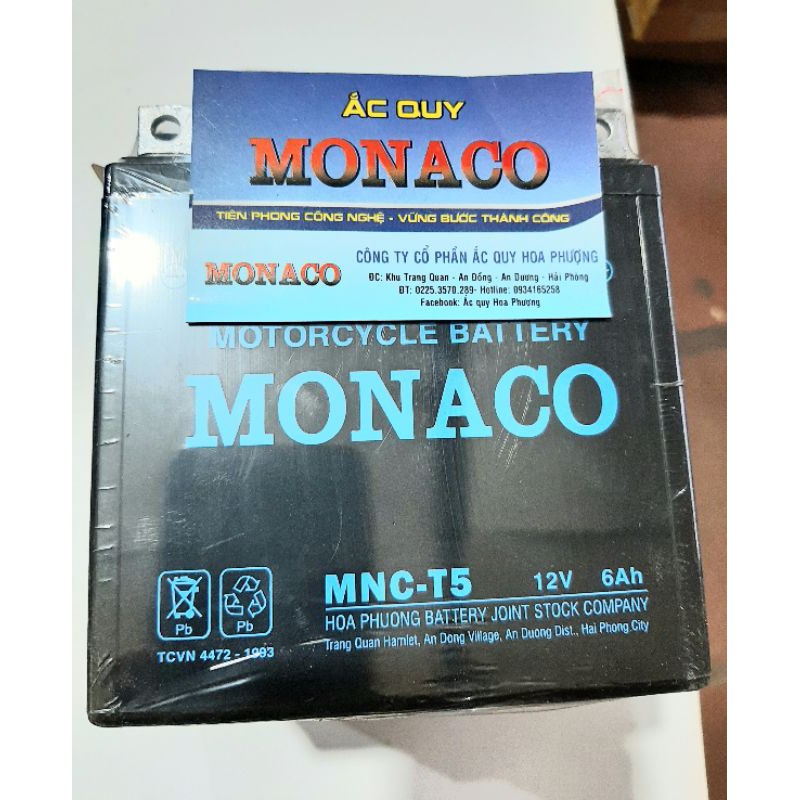 ẮC QUY
MONACO
TIÊN PHONG CÔNG NGHỆ - VỮNG BƯỚC THÀNH CÔNG
MONACO
CÔNG TY CỔ PHẦN ẮC QUY HOA PHƯỢNG
ĐC: Khu Trang Quan - An Đồng - An Dương - Hải Phòng
ĐT: 0225.3570.289- Hotline: 0934165258
Facebook: Ắc quy Hoa Phượng
MOTORCYCLE BATTERY
MONACO
MNC-T5 12V 6Ah
HOA PHUONG BATTERY JOINT STOCK COMPANY
Trang Quan Hamlet, An Dong Village, An Duong Dist., Hai Phong City
Pb Pb
TCVN 4472 - 1993